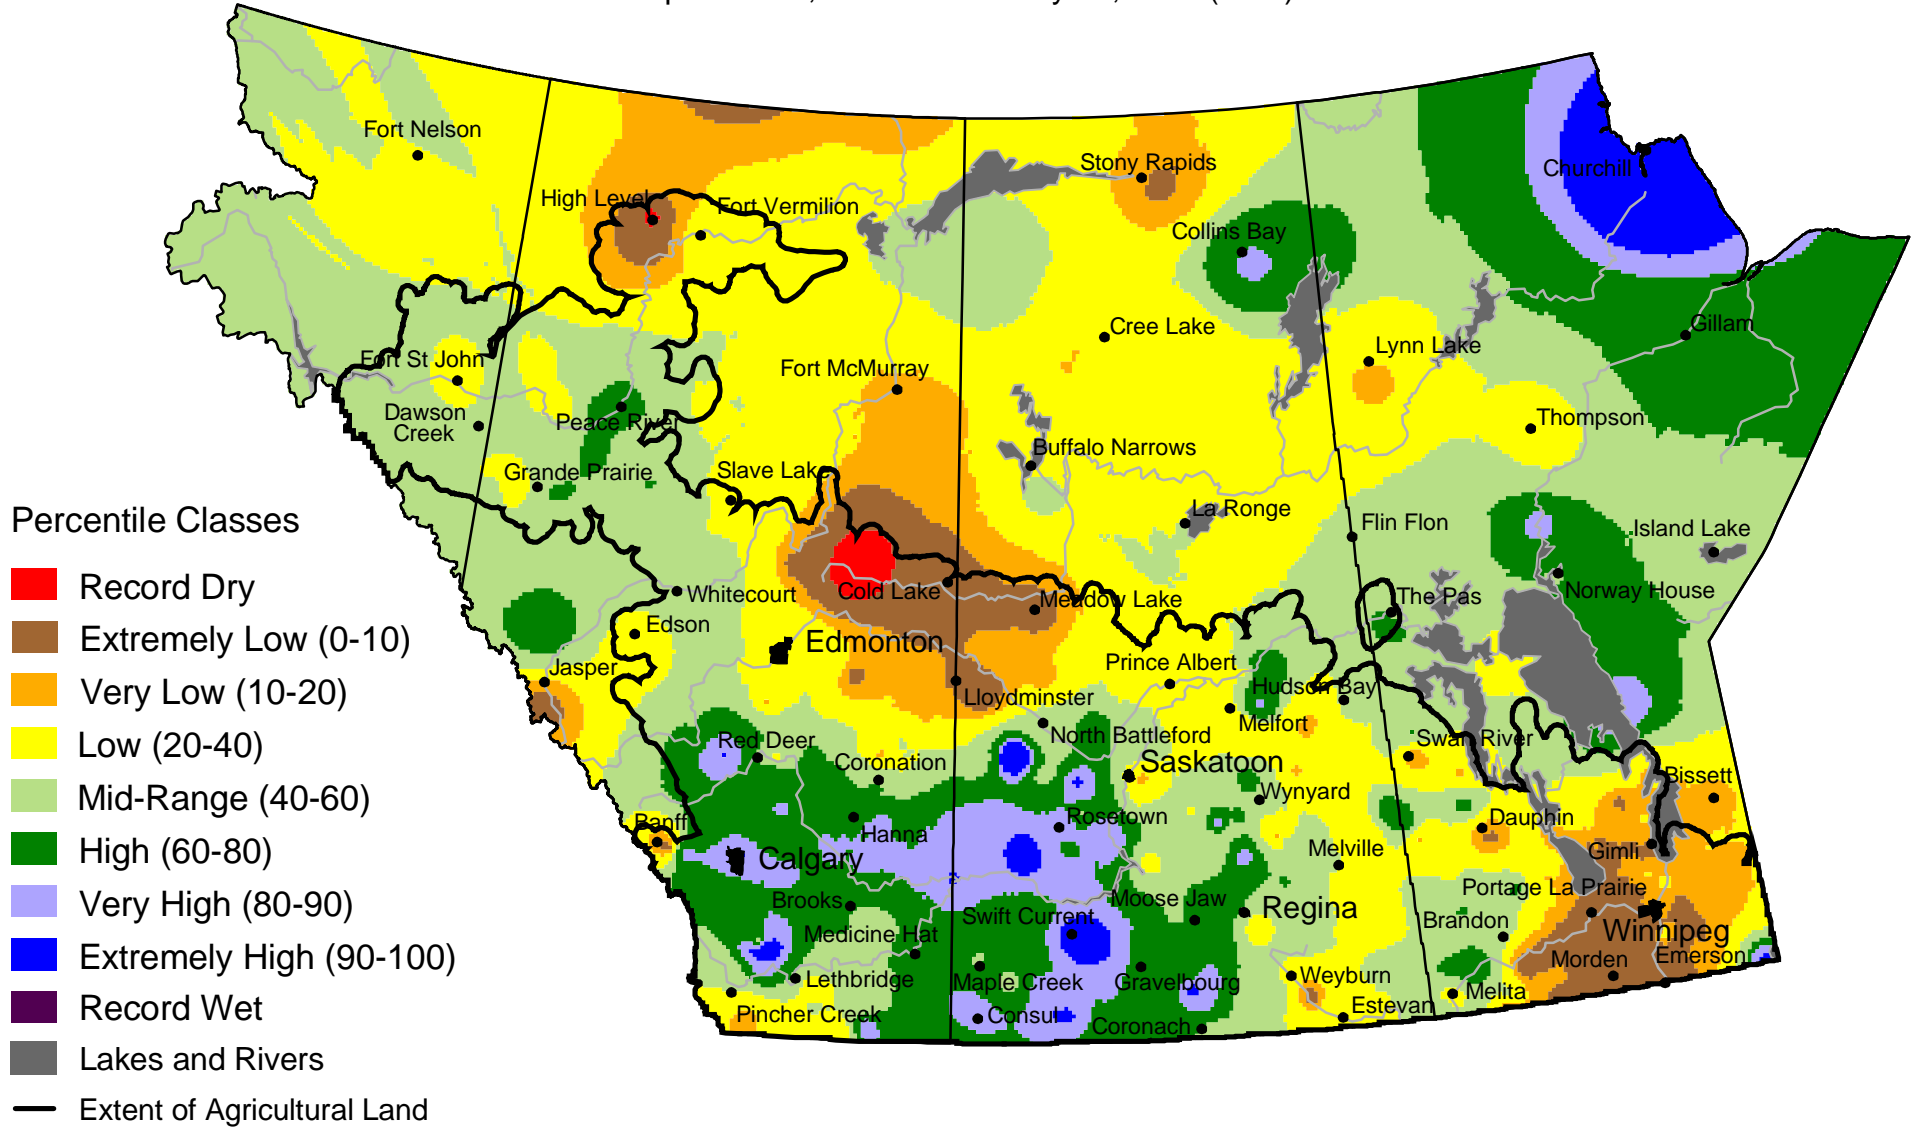 Fort Nelson
Churchill
Stony Rapids
High Level
Fort Vermilion
Collins Bay
Gillam
Cree Lake
Lynn Lake
Fort St John
Fort McMurray
Dawson
Creek
Peace River
Thompson
Buffalo Narrows
Grande Prairie
Slave Lake
La Ronge
Flin Flon
Island Lake
Whitecourt
Cold Lake
Meadow Lake
The Pas
Norway House
Edson
Edmonton
Jasper
Prince Albert
Lloydminster
Hudson Bay
Melfort
North Battleford
Red Deer
Swan River
Coronation
Saskatoon
Bissett
Wynyard
Banff
Hanna
Rosetown
Dauphin
Calgary
Melville
Gimli
Portage La Prairie
Brooks
Moose Jaw
Regina
Swift Current
Brandon
Medicine Hat
Winnipeg
Emerson
Morden
Lethbridge
Maple Creek
Gravelbourg
Weyburn
Melita
Pincher Creek
Consul
Coronach
Estevan
Percentile Classes
Record Dry
Extremely Low (0-10)
Very Low (10-20)
Low (20-40)
Mid-Range (40-60)
High (60-80)
Very High (80-90)
Extremely High (90-100)
Record Wet
Lakes and Rivers
Extent of Agricultural Land